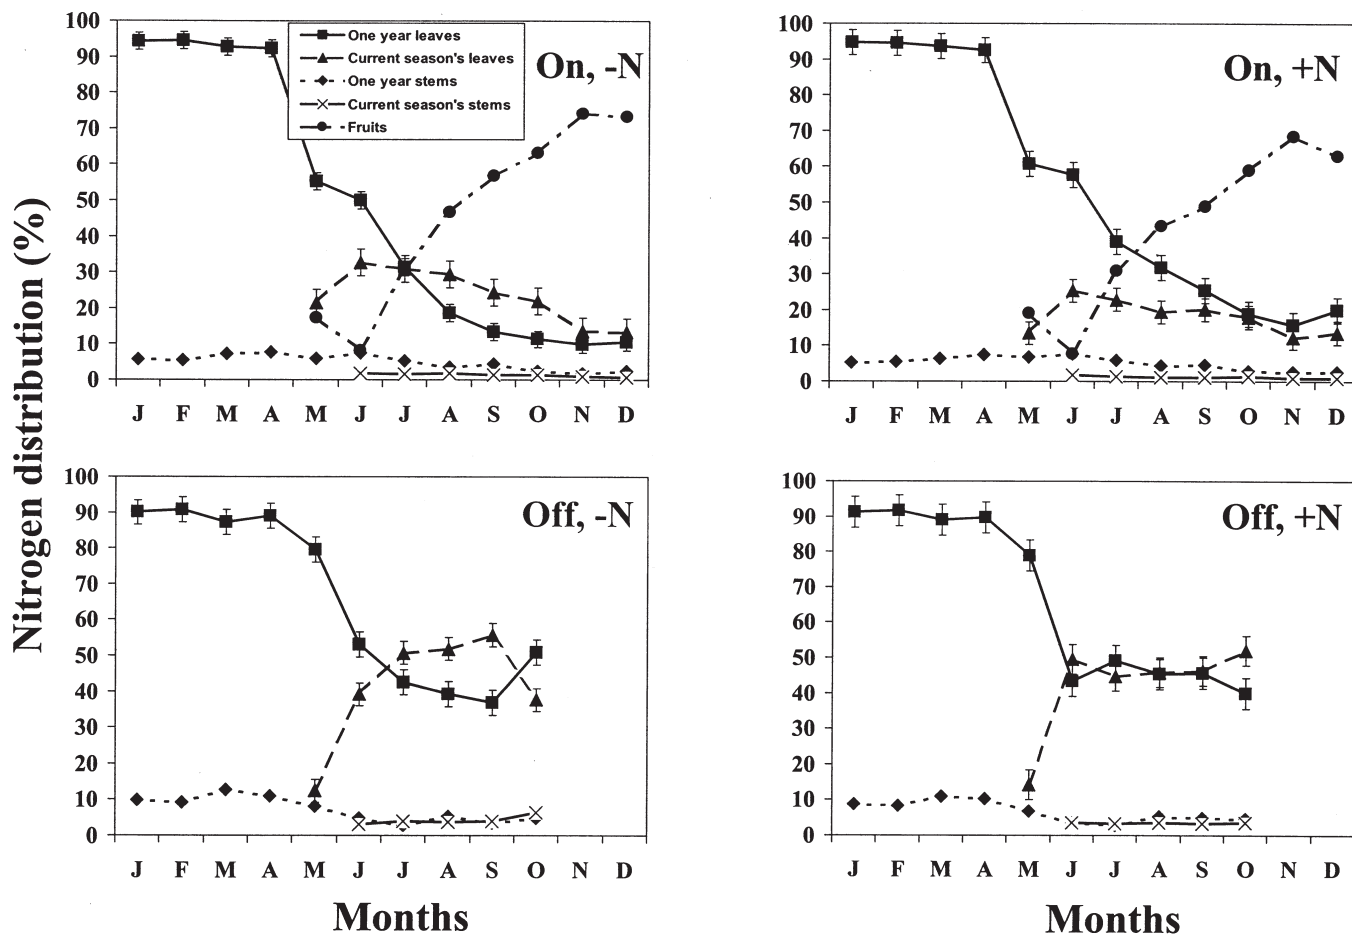 Nitrogen distribution (%)
100
90
80
70
60
50
40
30
20
10
0
One year leaves
Current season's leaves
One year stems
Current season's stems
Fruits
On, -N
J F M A M J J A S O N D
100
90
80
70
60
50
40
30
20
10
0
On, +N
J F M A M J J A S O N D
100
90
80
70
60
50
40
30
20
10
0
Off, -N
J F M A M J J A S O N D
Months
100
90
80
70
60
50
40
30
20
10
0
Off, +N
J F M A M J J A S O N D
Months